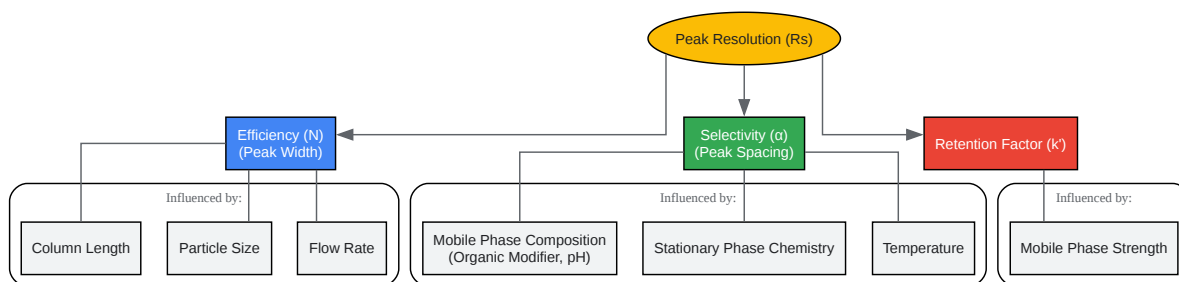 Peak Resolution (Rs)
Efficiency (N)
(Peak Width)
Selectivity (α)
(Peak Spacing)
Retention Factor (k')
Influenced by:
Influenced by:
Influenced by:
Column Length
Particle Size
Flow Rate
Mobile Phase Composition
(Organic Modifier, pH)
Stationary Phase Chemistry
Temperature
Mobile Phase Strength